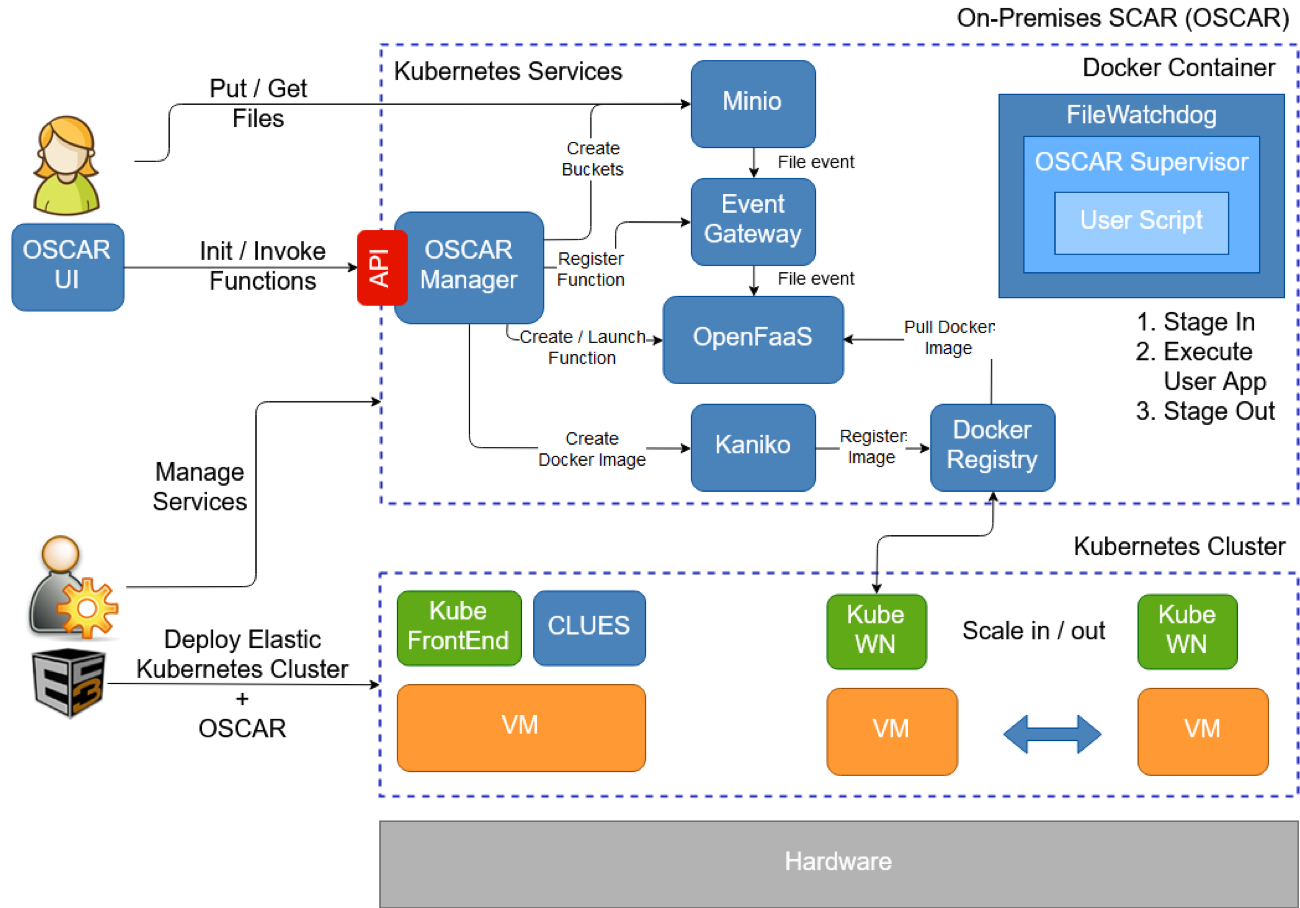 On-Premises SCAR (OSCAR)
Kubernetes Services
Docker Container
Put / Get
Files
Minio
FileWatchdog
OSCAR Supervisor
User Script
Create
Buckets
File event
Event
Gateway
OSCAR
UI
Init / Invoke
Functions
API
OSCAR
Manager
Register
Function
File event
Create / Launch
Function
OpenFaaS
Pull Docker
Image
1. Stage In
2. Execute
User App
3. Stage Out
Create
Docker Image
Kaniko
Register
Image
Docker
Registry
Manage
Services
Kubernetes Cluster
Kube
FrontEnd
CLUES
Kube
WN
Scale in / out
Kube
WN
EC3
Deploy Elastic
Kubernetes Cluster
+
OSCAR
VM
VM
VM
Hardware